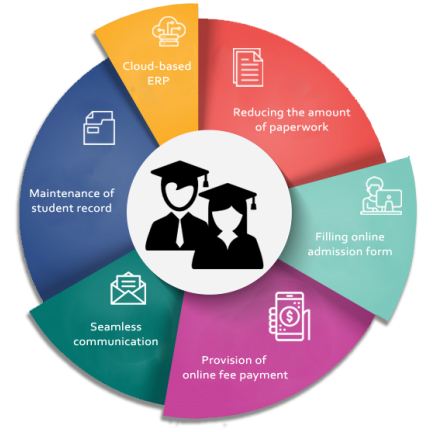 Cloud-based
ERP
Reducing the amount
of paperwork
Filling online
admission form
Provision of
online fee payment
Seamless
communication
Maintenance of
student record
$